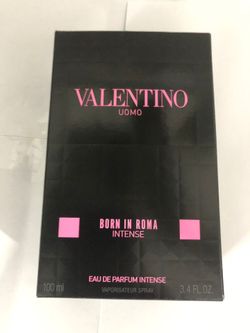 VALENTINO
UOMO
BORN IN ROMA
INTENSE
EAU DE PARFUM INTENSE
VAPORISATEUR SPRAY
100 ml
3.4 FL. OZ.